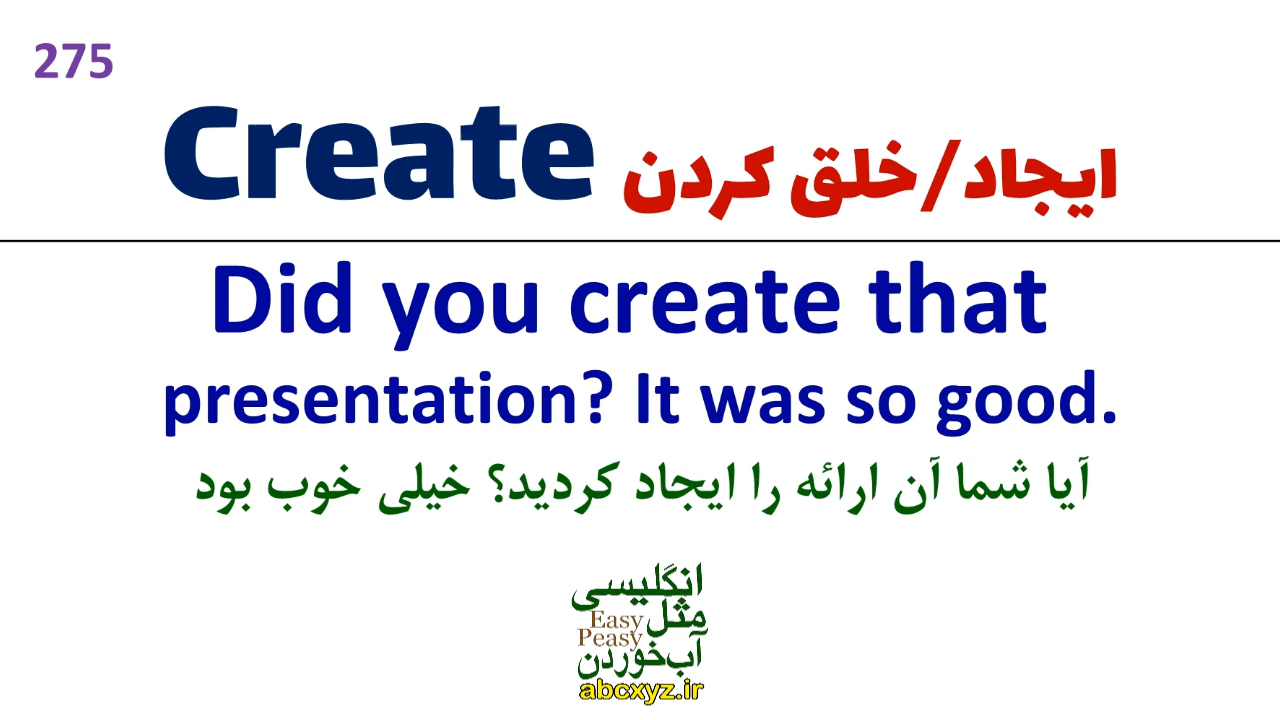 275
Create ایجاد/خلق کردن
Did you create that
presentation? It was so good.
آیا شما آن ارائه را ایجاد کردید؟ خیلی خوب بود
انگلیسی
مثل Easy
Peasy
آب‌خوردن
abcxyz.ir